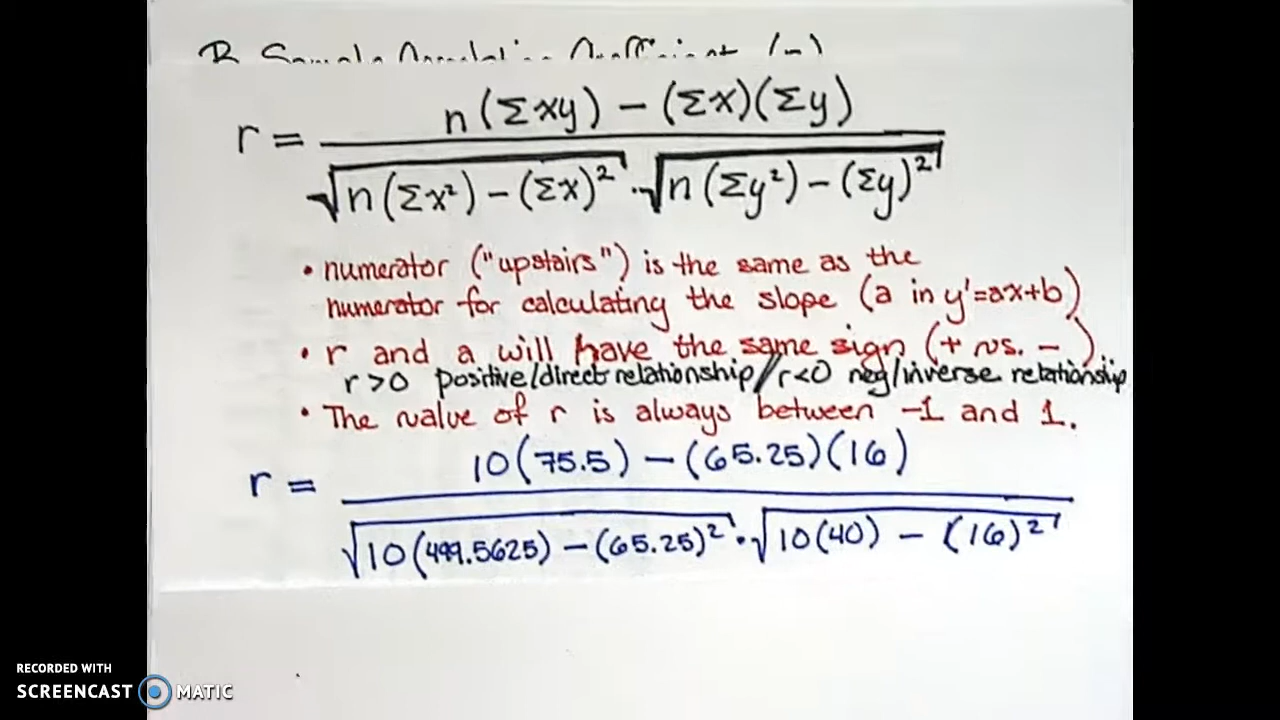 r = n(Σxy) − (Σx)(Σy)
√n(Σx²) − (Σx)² · √n(Σy²) − (Σy)²
• numerator ("upstairs") is the same as the
numerator for calculating the slope (a in y'=ax+b)
• r and a will have the same sign (+ vs. −)
r>0 positive/direct relationship // r<0 neg/inverse relationship
• The value of r is always between -1 and 1.
r = 10(75.5) − (65.25)(16)
√10(499.5625) − (65.25)² · √10(40) − (16)²
RECORDED WITH
SCREENCAST MATIC